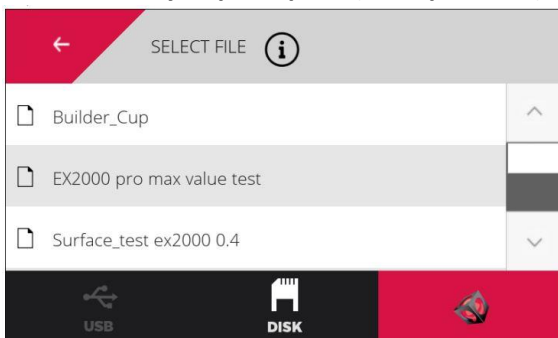 SELECT FILE
Builder_Cup
EX2000 pro max value test
Surface_test ex2000 0.4
USB
DISK